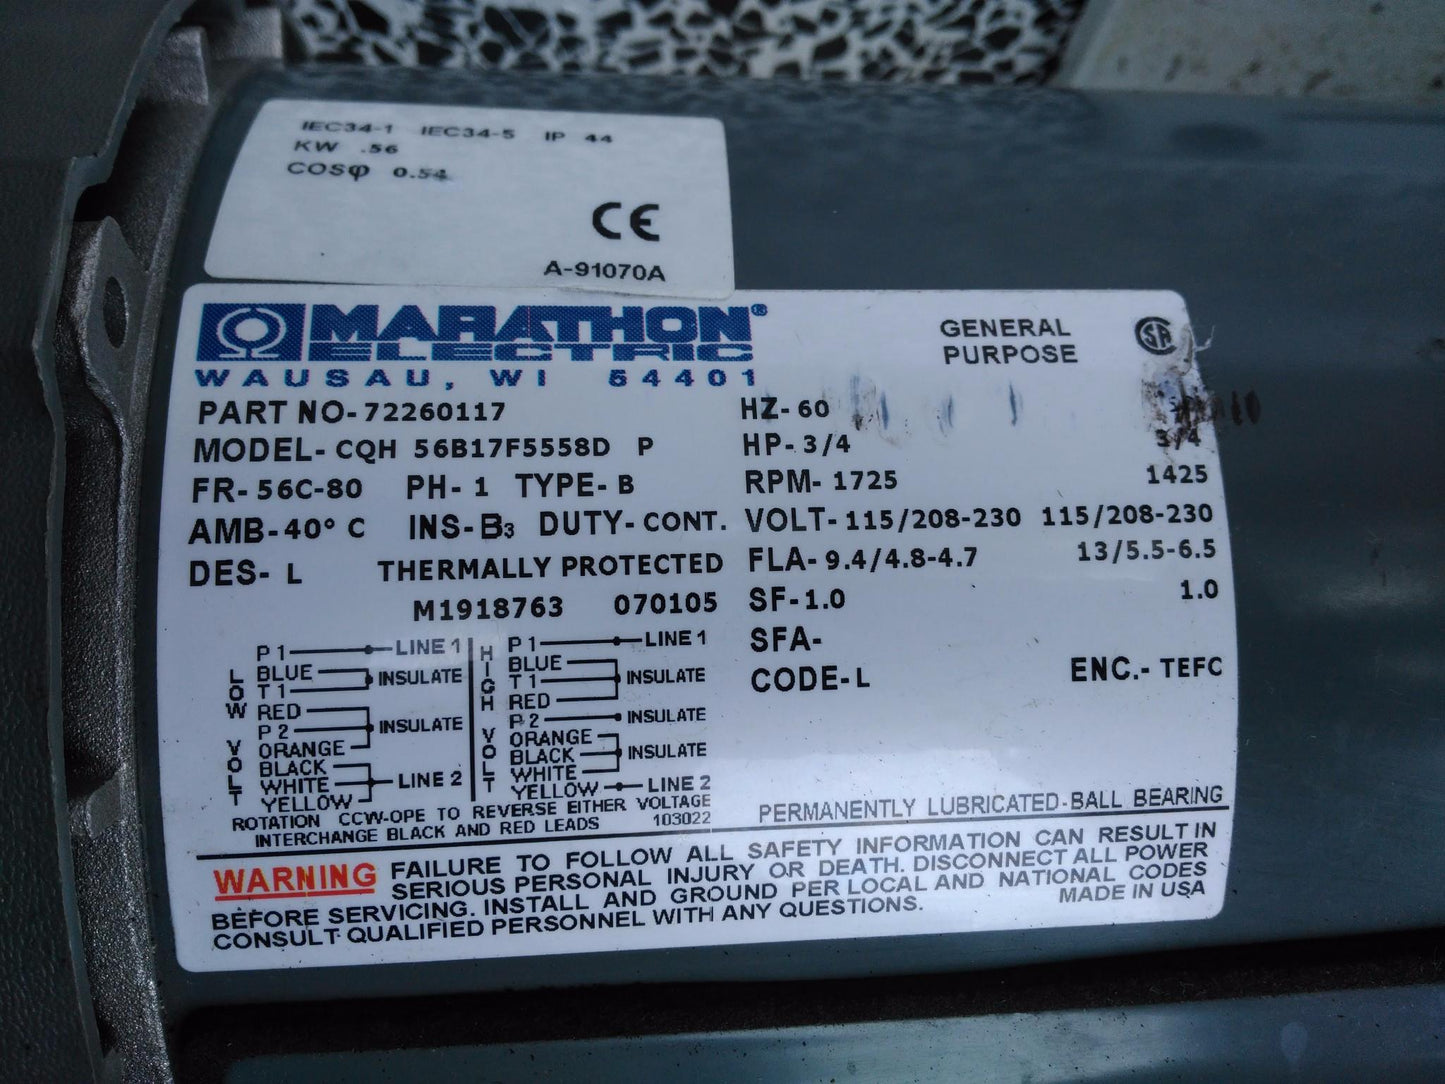 IEC34-1 IEC34-5 IP 44
KW .56
COSφ 0.54
CE
A-91070A
MARATHON®
ELECTRIC
WAUSAU, WI 54401
GENERAL
PURPOSE
SA
PART NO-72260117
HZ-60
MODEL-CQH 56B17F5558D P
HP-3/4 3/4
FR-56C-80 PH-1 TYPE-B
RPM-1725 1425
AMB-40° C INS-B3 DUTY-CONT.
VOLT-115/208-230 115/208-230
DES-L THERMALLY PROTECTED
FLA-9.4/4.8-4.7 13/5.5-6.5
M1918763 070105
SF-1.0 1.0
SFA-
CODE-L ENC.-TEFC
LOW VOLT
P1 LINE 1
BLUE
T1 INSULATE
RED
P2 INSULATE
ORANGE
BLACK
WHITE LINE 2
YELLOW
HIGH VOLT
P1 LINE 1
BLUE
T1 INSULATE
RED
P2 INSULATE
ORANGE
BLACK INSULATE
WHITE
YELLOW LINE 2
ROTATION CCW-OPE TO REVERSE EITHER VOLTAGE
INTERCHANGE BLACK AND RED LEADS 103022
PERMANENTLY LUBRICATED-BALL BEARING
WARNING FAILURE TO FOLLOW ALL SAFETY INFORMATION CAN RESULT IN
SERIOUS PERSONAL INJURY OR DEATH. DISCONNECT ALL POWER
BEFORE SERVICING. INSTALL AND GROUND PER LOCAL AND NATIONAL CODES
CONSULT QUALIFIED PERSONNEL WITH ANY QUESTIONS.
MADE IN USA